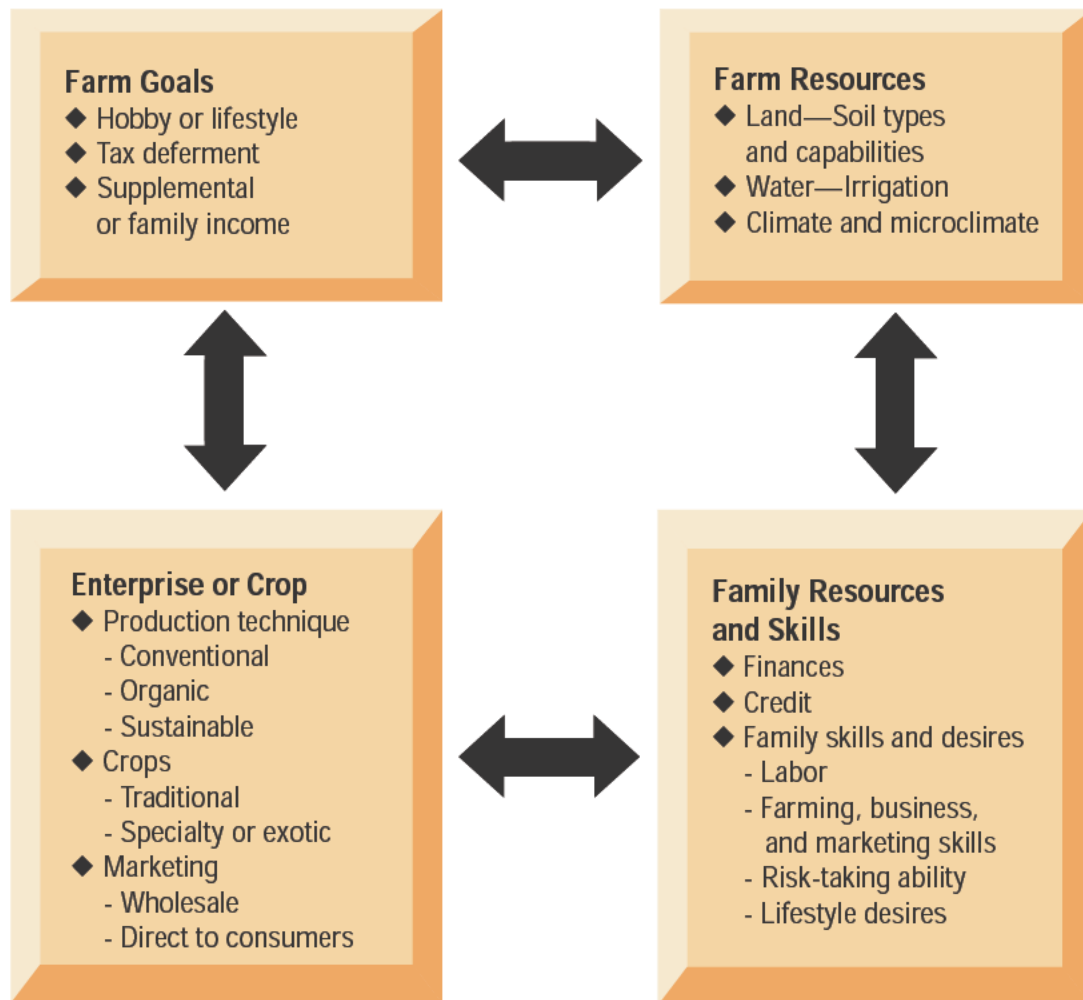 Farm Goals
◆ Hobby or lifestyle
◆ Tax deferment
◆ Supplemental
or family income
Farm Resources
◆ Land—Soil types
and capabilities
◆ Water—Irrigation
◆ Climate and microclimate
Enterprise or Crop
◆ Production technique
- Conventional
- Organic
- Sustainable
◆ Crops
- Traditional
- Specialty or exotic
◆ Marketing
- Wholesale
- Direct to consumers
Family Resources
and Skills
◆ Finances
◆ Credit
◆ Family skills and desires
- Labor
- Farming, business,
and marketing skills
- Risk-taking ability
- Lifestyle desires